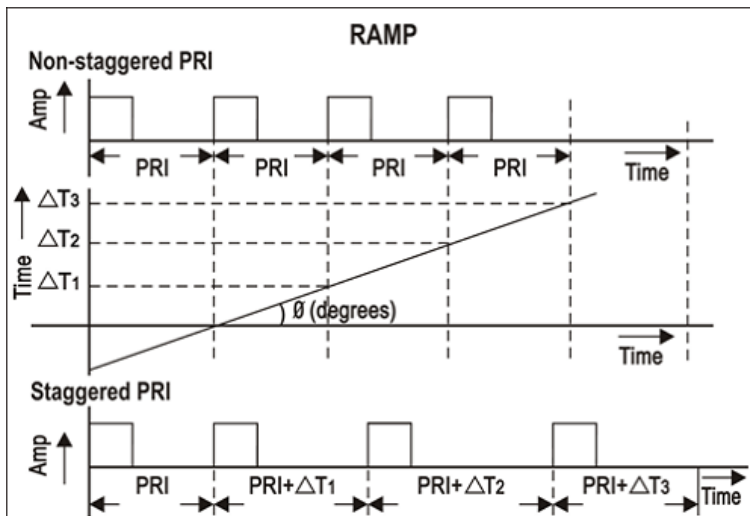 RAMP
Non-staggered PRI
Amp
PRI PRI PRI PRI Time
△T3
△T2
△T1
Time
Ø (degrees)
Time
Staggered PRI
Amp
PRI PRI+△T1 PRI+△T2 PRI+△T3 Time